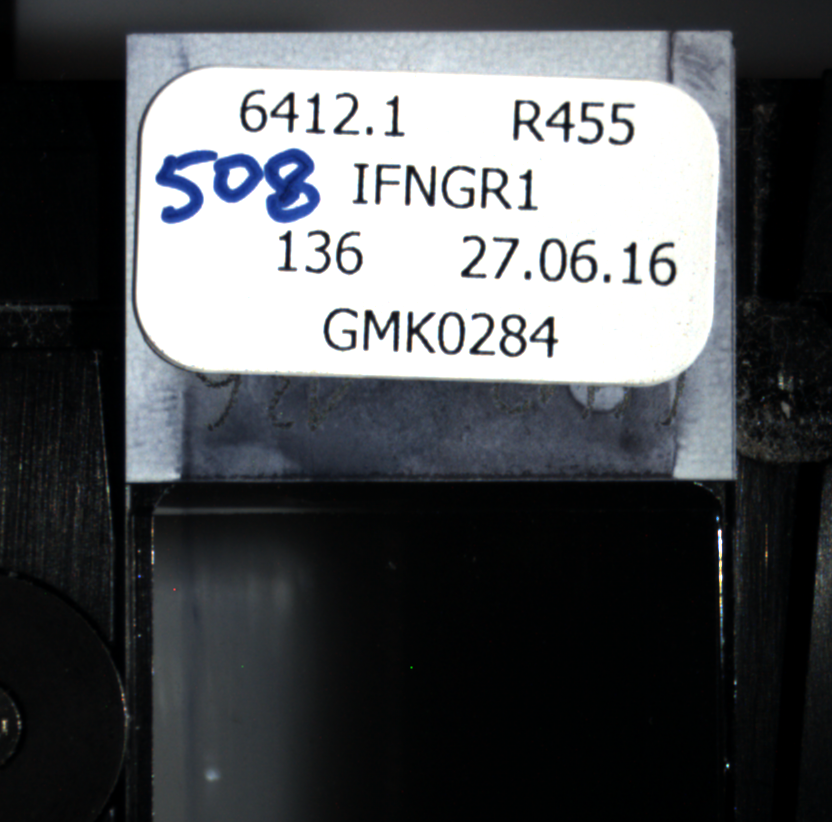 6412.1 R455
508 IFNGR1
136 27.06.16
GMK0284